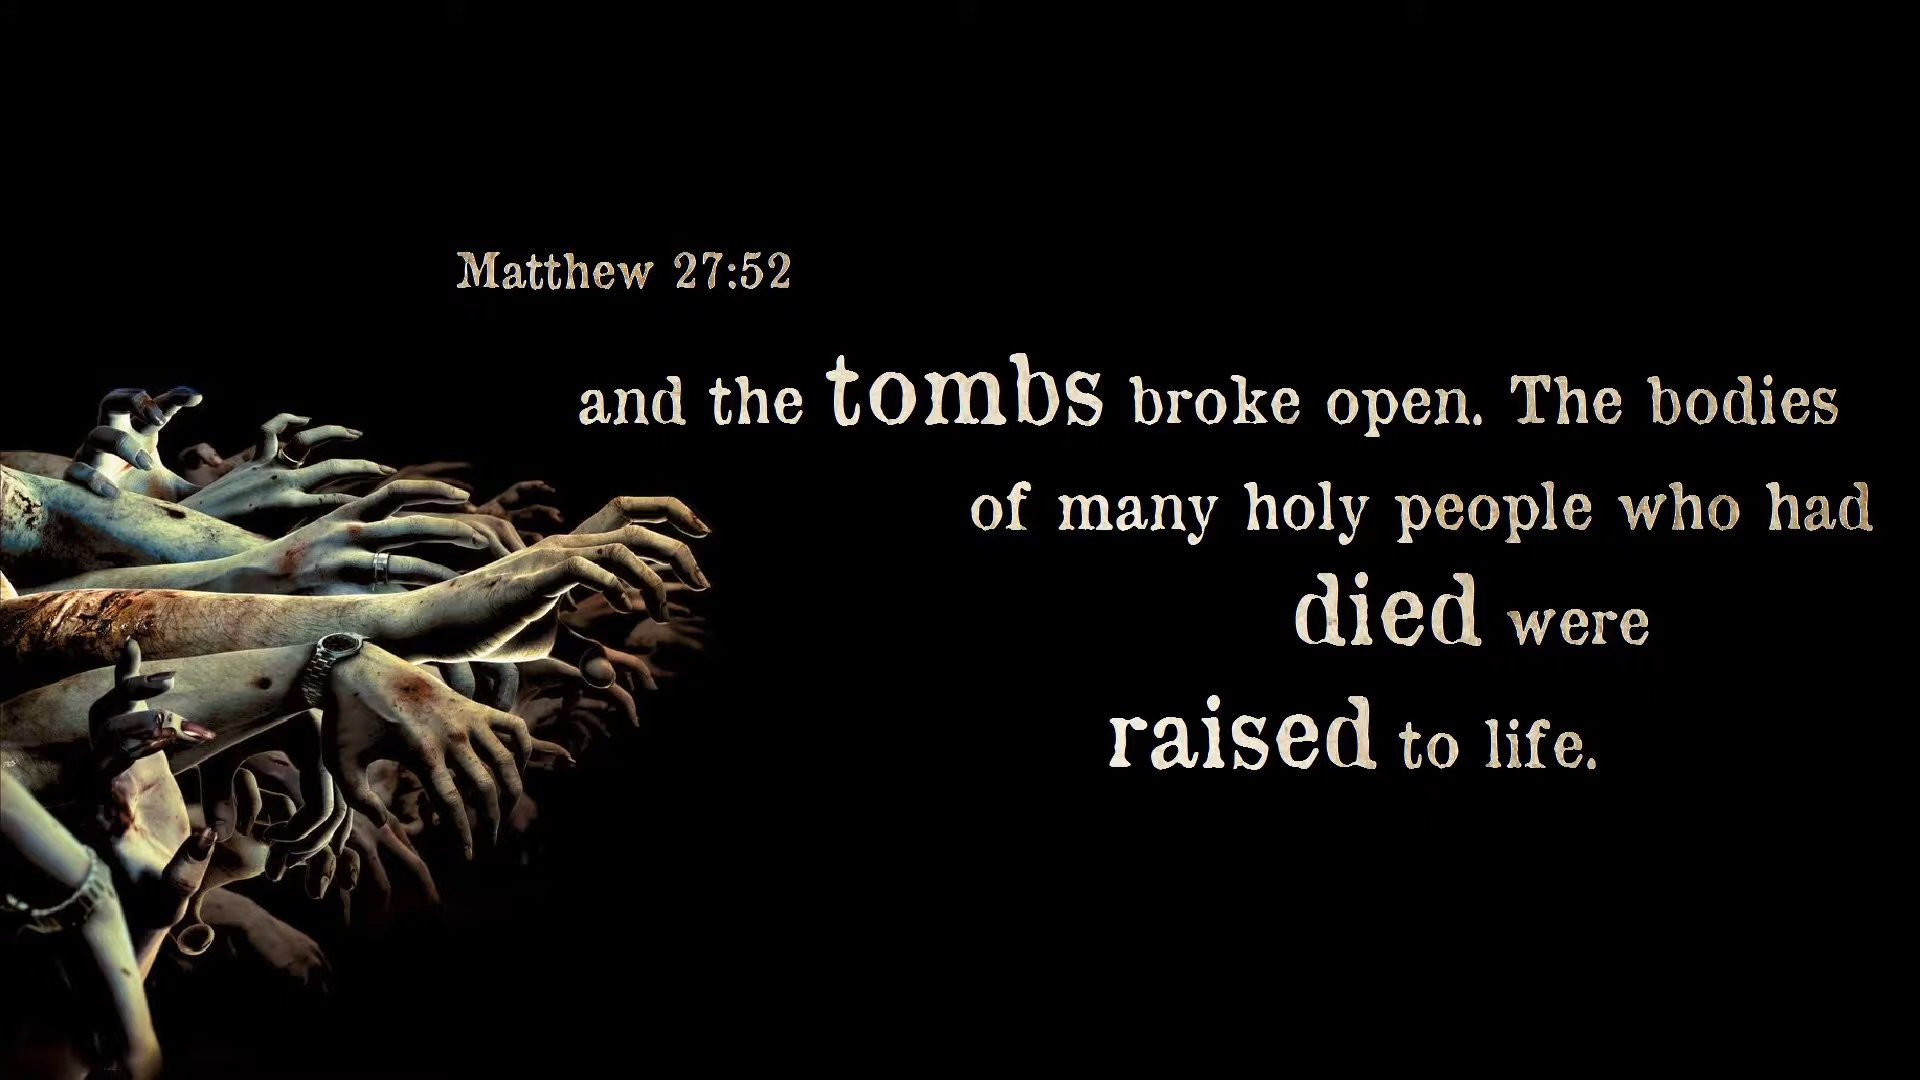 Matthew 27:52
and the tombs broke open. The bodies
of many holy people who had
died were
raised to life.